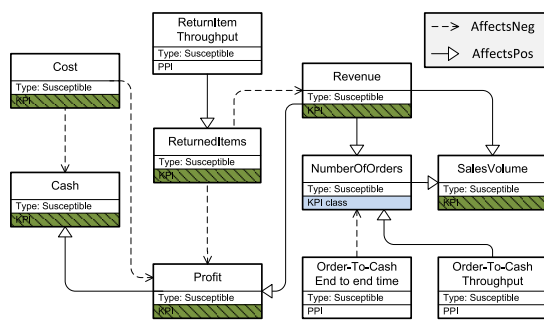 ReturnItem
Throughput
Type: Susceptible
PPI
AffectsNeg
AffectsPos
Cost
Type: Susceptible
KPI
Revenue
Type: Susceptible
KPI
ReturnedItems
Type: Susceptible
KPI
Cash
Type: Susceptible
KPI
NumberOfOrders
Type: Susceptible
KPI class
SalesVolume
Type: Susceptible
KPI
Profit
Type: Susceptible
KPI
Order-To-Cash
End to end time
Type: Susceptible
PPI
Order-To-Cash
Throughput
Type: Susceptible
PPI